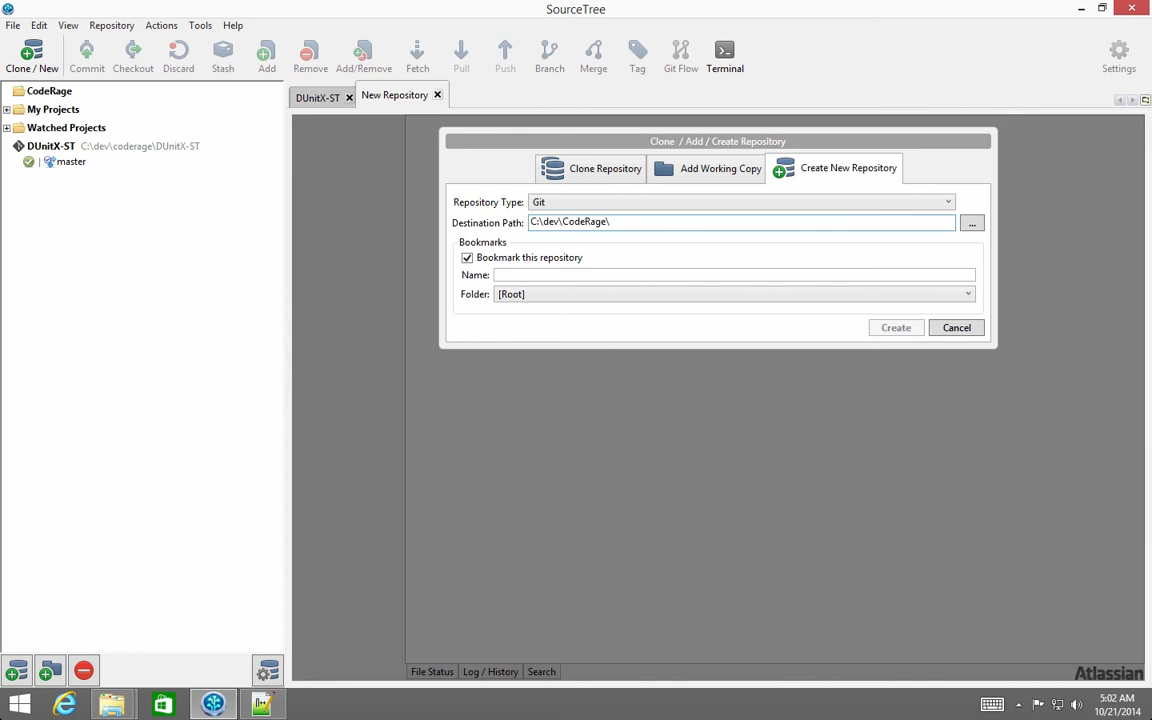 SourceTree
File Edit View Repository Actions Tools Help
Clone / New Commit Checkout Discard Stash Add Remove Add/Remove Fetch Pull Push Branch Merge Tag Git Flow Terminal Settings
CodeRage
My Projects
Watched Projects
DUnitX-ST C:\dev\coderage\DUnitX-ST
master
DUnitX-ST New Repository
Clone / Add / Create Repository
Clone Repository Add Working Copy Create New Repository
Repository Type: Git
Destination Path: C:\dev\CodeRage\ ...
Bookmarks
Bookmark this repository
Name:
Folder: [Root]
Create Cancel
File Status Log / History Search
Atlassian
5:02 AM
10/21/2014